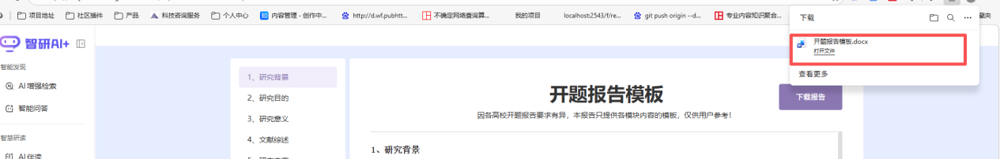 项目地址
社区插件
产品
科技咨询服务
个人中心
知 内容管理 - 创作中...
http://d.wf.pubhtt...
不确定网络查询算...
我的项目
localhost:2543/f/re...
git push origin --d...
专业内容知识聚合...
下载
藏夹
开题报告模板.docx
打开文件
查看更多
智研AI+
智能发现
AI增强检索
智能问答
智慧研读
AI伴读
1、研究背景
2、研究目的
3、研究意义
4、文献综述
开题报告模板
下载报告
因各高校开题报告要求有异，本报告只提供各模块内容的模板，仅供用户参考！
1、研究背景